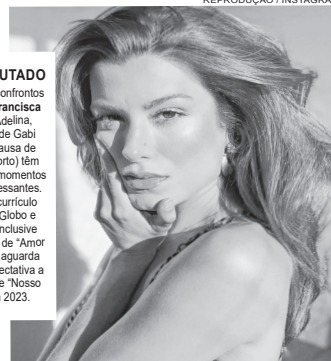 REPRODUÇÃO / INSTAGRA
UTADO
onfrontos
rancisca
Adelina,
de Gabi
ausa de
orto) têm
momentos
essantes.
currículo
Globo e
nclusive
de "Amor
aguarda
ectativa a
e "Nosso
2023.